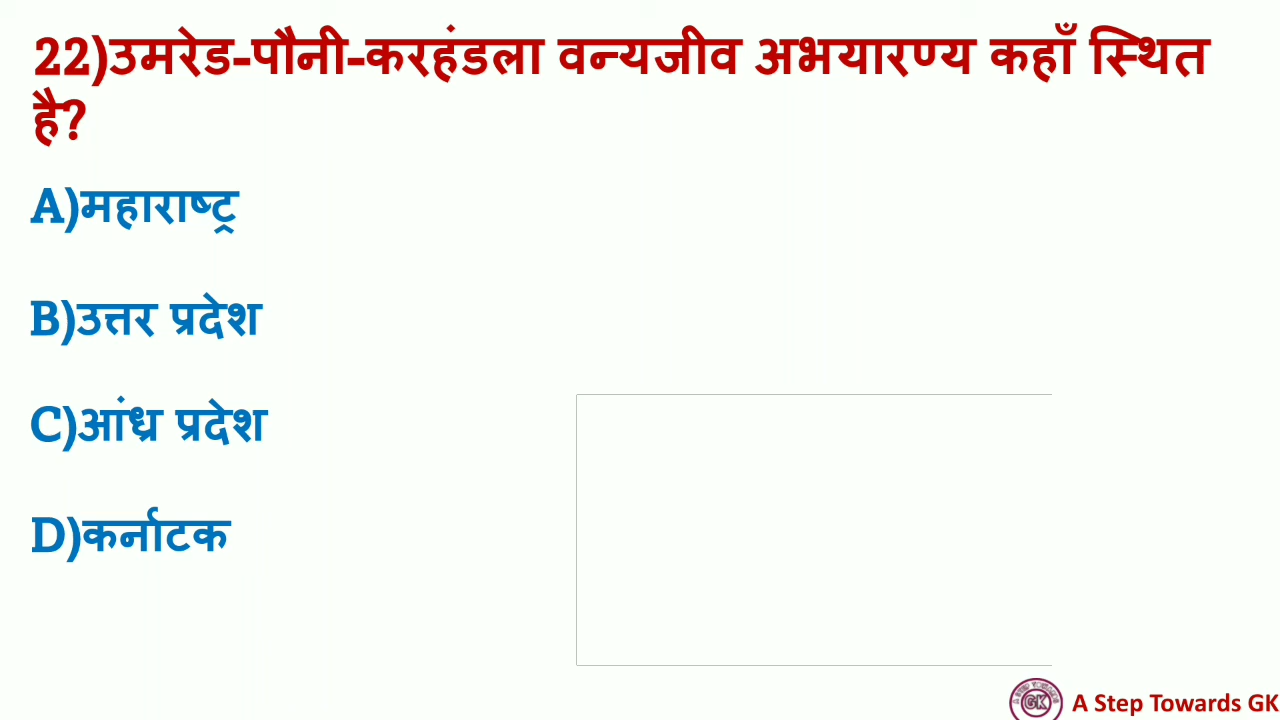 22)उमरेड-पौनी-करहंडला वन्यजीव अभयारण्य कहाँ स्थित
है?
A)महाराष्ट्र
B)उत्तर प्रदेश
C)आंध्र प्रदेश
D)कर्नाटक
GK A Step Towards GK